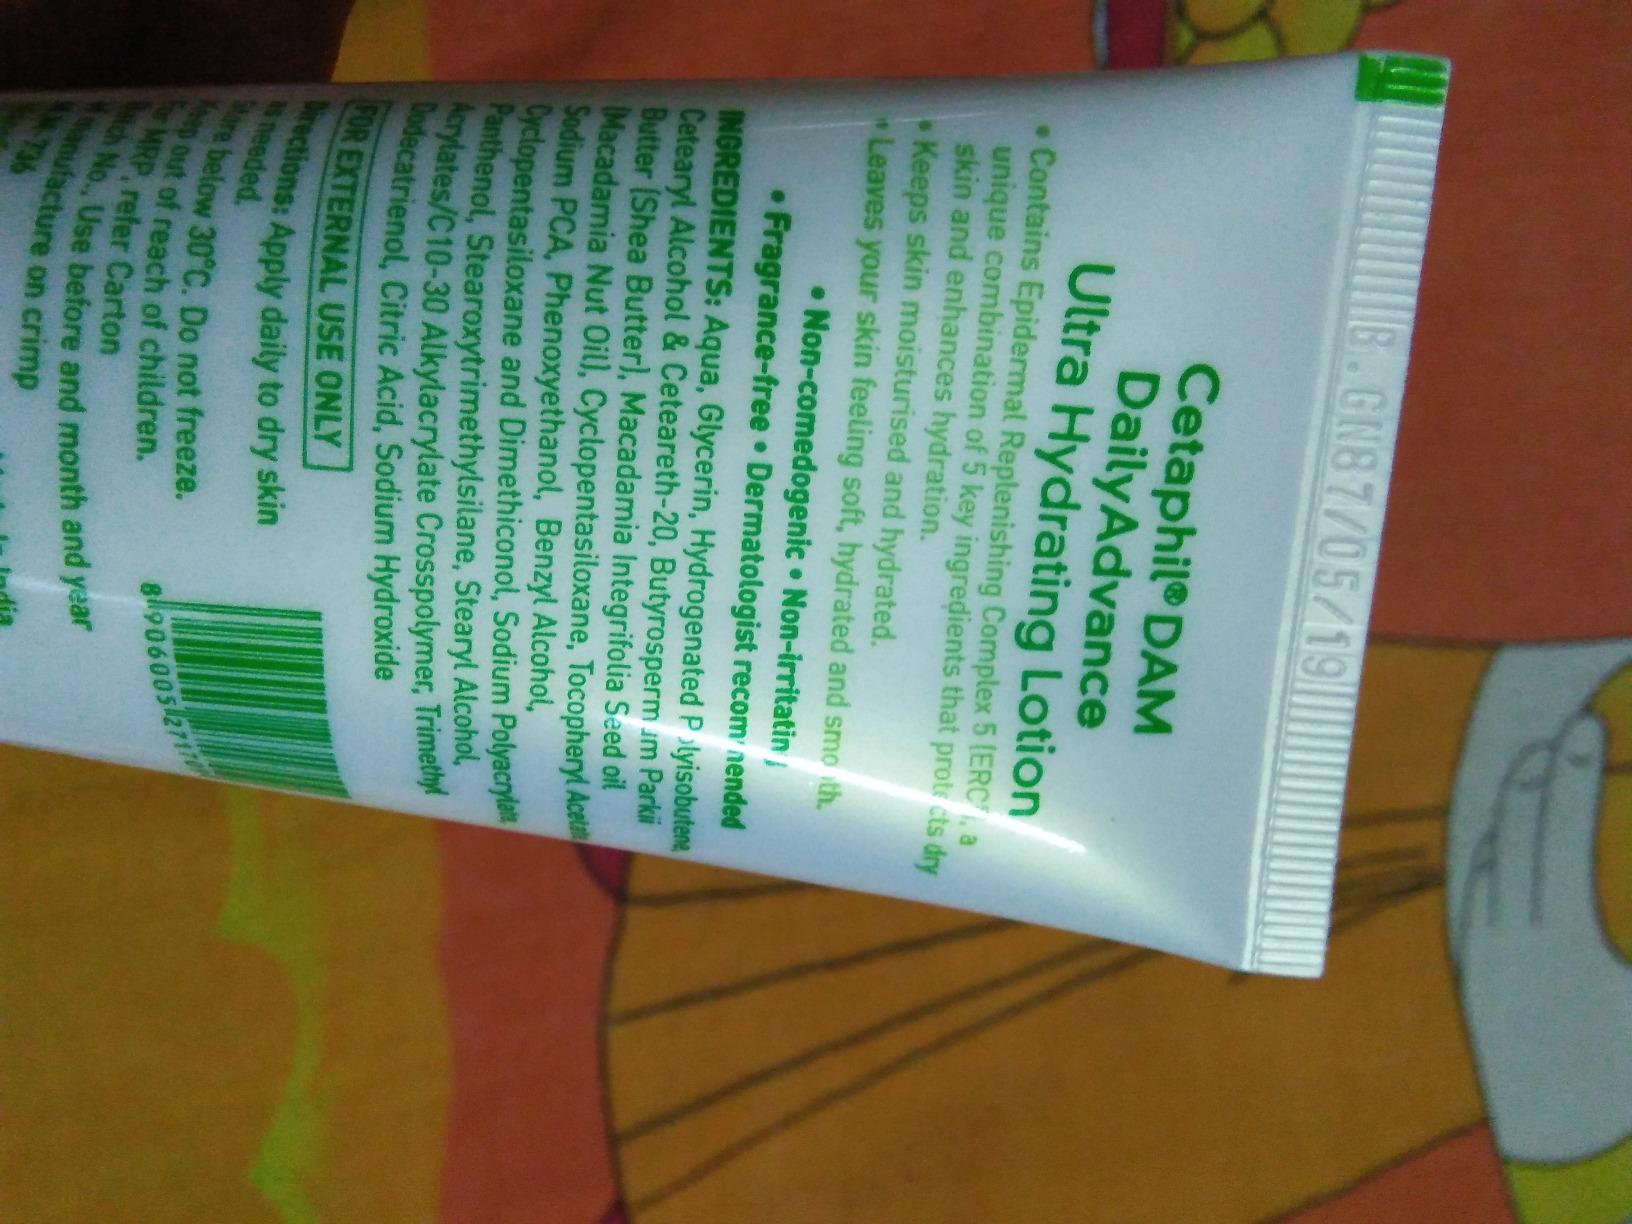 B.GN87/05/19
Cetaphil® DAM
DailyAdvance
Ultra Hydrating Lotion
• Contains Epidermal Replenishing Complex 5 (ERC5), a
unique combination of 5 key ingredients that protects dry
skin and enhances hydration.
• Keeps skin moisturised and hydrated.
• Leaves your skin feeling soft, hydrated and smooth.
• Non-comedogenic • Non-irritating
• Fragrance-free • Dermatologist recommended
INGREDIENTS: Aqua, Glycerin, Hydrogenated Polyisobutene,
Cetearyl Alcohol & Ceteareth-20, Butyrospermum Parkii
Butter (Shea Butter), Macadamia Integrifolia Seed oil
(Macadamia Nut Oil), Cyclopentasiloxane, Tocopheryl Acetate
Sodium PCA, Phenoxyethanol, Benzyl Alcohol,
Cyclopentasiloxane and Dimethiconol, Sodium Polyacrylate,
Panthenol, Stearoxytrimethylsilane, Stearyl Alcohol,
Acrylates/C10-30 Alkylacrylate Crosspolymer, Trimethyl
Dodecatrienol, Citric Acid, Sodium Hydroxide
FOR EXTERNAL USE ONLY
Directions: Apply daily to dry skin
as needed.
Store below 30°C. Do not freeze.
Keep out of reach of children.
For MRP, refer Carton
Batch No., Use before and month and year
of manufacture on crimp
8 906005 271